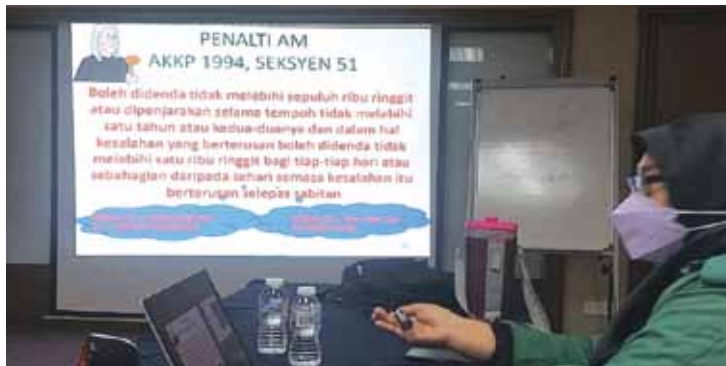 PENALTI AM
AKKP 1994, SEKSYEN 51
Boleh didenda tidak melebihi sepuluh ribu ringgit
atau dipenjarakan selama tempoh tidak melebihi
satu tahun atau kedua-duanya dan dalam hal
kesalahan yang berterusan boleh didenda tidak
melebihi satu ribu ringgit bagi tiap-tiap hari atau
sebahagian daripada sehari semasa kesalahan itu
berterusan selepas sabitan